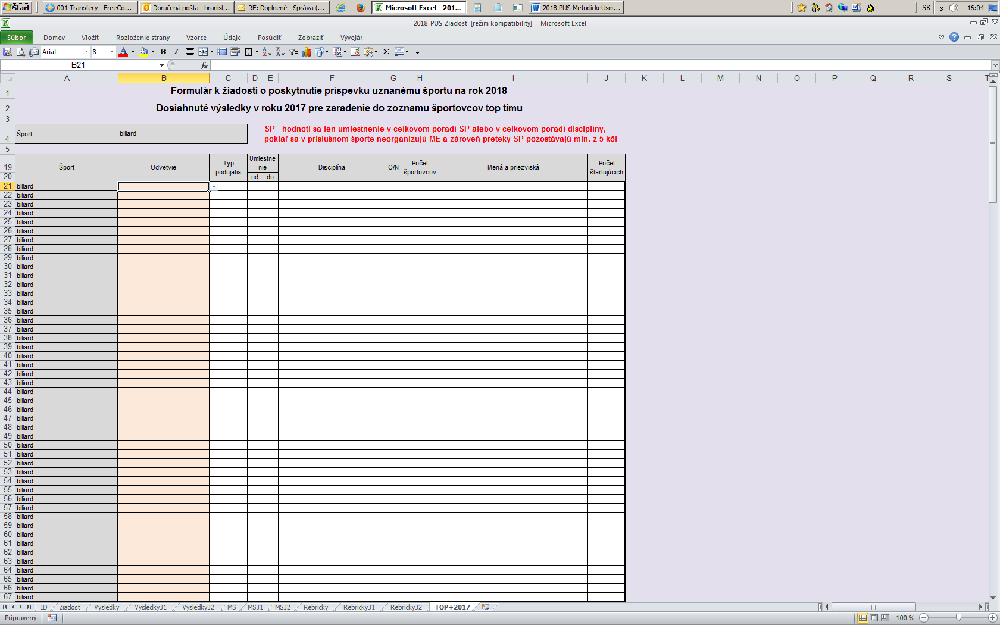 Štart
001-Transfery - FreeCo...
Doručená pošta - branisl...
RE: Doplnené - Správa (...
Microsoft Excel - 201...
2018-PUS-MetodickeUsm...
SK
16:04
2018-PUS-Ziadost [režim kompatibility] - Microsoft Excel
Súbor
Domov
Vložiť
Rozloženie strany
Vzorce
Údaje
Posúdiť
Zobraziť
Vývojár
Arial
8
B21
fx
A B C D E F G H I J K L M N O P Q R S T
1 Formulár k žiadosti o poskytnutie príspevku uznanému športu na rok 2018
2 Dosiahnuté výsledky v roku 2017 pre zaradenie do zoznamu športovcov top tímu
3
4 Šport biliard
SP - hodnotí sa len umiestnenie v celkovom poradí SP alebo v celkovom poradí disciplíny,
pokiaľ sa v príslušnom športe neorganizujú ME a zároveň preteky SP pozostávajú min. z 5 kôl
5
19 Šport Odvetvie Typ podujatia Umiestne nie Disciplína O/N Počet športovcov Mená a priezviská Počet štartujúcich
20 od do
21 biliard
22 biliard
23 biliard
24 biliard
25 biliard
26 biliard
27 biliard
28 biliard
29 biliard
30 biliard
31 biliard
32 biliard
33 biliard
34 biliard
35 biliard
36 biliard
37 biliard
38 biliard
39 biliard
40 biliard
41 biliard
42 biliard
43 biliard
44 biliard
45 biliard
46 biliard
47 biliard
48 biliard
49 biliard
50 biliard
51 biliard
52 biliard
53 biliard
54 biliard
55 biliard
56 biliard
57 biliard
58 biliard
59 biliard
60 biliard
61 biliard
62 biliard
63 biliard
64 biliard
65 biliard
66 biliard
67 biliard
ID Ziadost Vysledky VysledkyJ1 VysledkyJ2 MS MSJ1 MSJ2 Rebricky RebrickyJ1 RebrickyJ2 TOP+2017
Pripravený
100 %